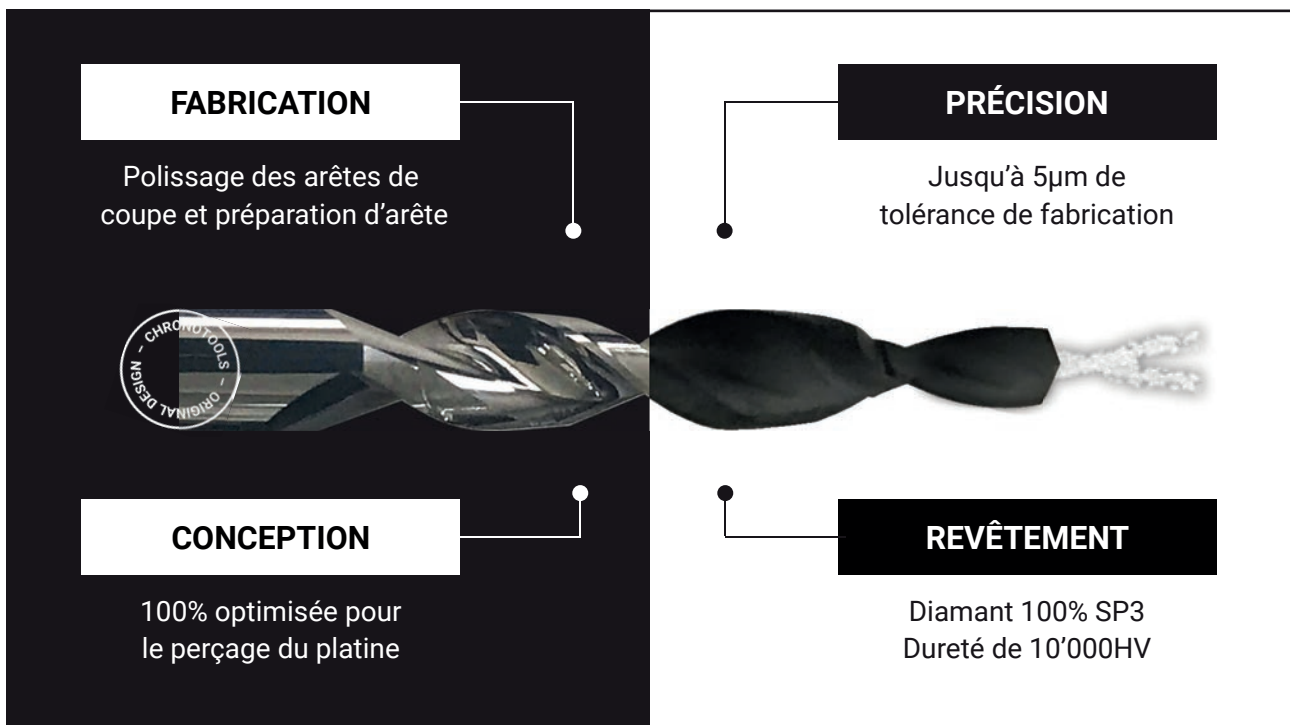 FABRICATION
Polissage des arêtes de
coupe et préparation d’arête
PRÉCISION
Jusqu’à 5µm de
tolérance de fabrication
– CHRONOTOOLS –
ORIGINAL DESIGN
CONCEPTION
100% optimisée pour
le perçage du platine
REVÊTEMENT
Diamant 100% SP3
Dureté de 10’000HV